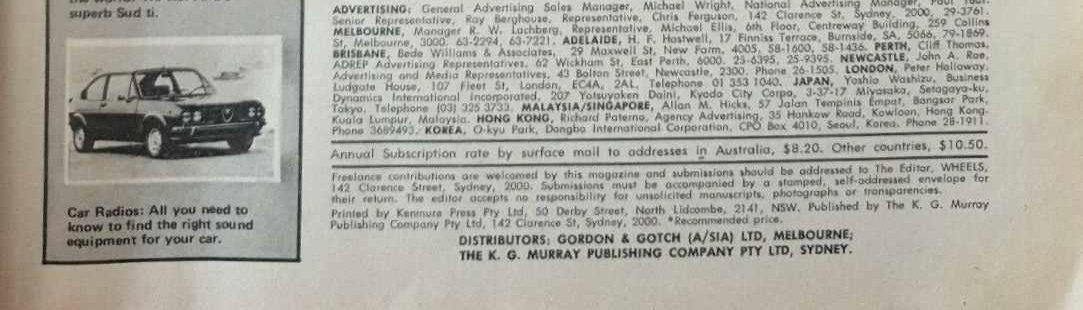 superb Sud ti.
Car Radios: All you need to
know to find the right sound
equipment for your car.
ADVERTISING: General Advertising Sales Manager, Michael Wright, National Advertising Manager, Paul
Senior Representative, Ray Berghouse, Representative, Chris Ferguson, 142 Clarence St, Sydney, 2000, 29-3761.
MELBOURNE, Manager R. W. Lachberg, Representative, Michael Ellis, 6th Floor, Centreway Building, 259 Collins
St, Melbourne, 3000. 63-2294, 63-7221. ADELAIDE, H. F. Hastwell, 17 Finniss Terrace, Burnside, SA, 5066, 79-1869.
BRISBANE, Bede Williams & Associates, 29 Maxwell St, New Farm, 4005, 58-1600, 58-1436. PERTH, Cliff Thomas,
ADREP Advertising Representatives, 62 Wickham St, East Perth, 6000. 23-6395, 25-9395. NEWCASTLE, John A. Rae,
Advertising and Media Representatives, 43 Bolton Street, Newcastle, 2300. Phone 26-1505. LONDON, Peter Holloway,
Ludgate House, 107 Fleet St, London, EC4A, 2AL. Telephone 01 353 1040. JAPAN, Yoshio Washizu, Business
Dynamics International Incorporated, 207 Yotsuyoken Daini, Kyodo Corpo, 3-37-17 Miyasaka, Setagaya-ku,
Tokyo. Telephone (03) 325 3733. MALAYSIA/SINGAPORE, Allan M. Hicks, 57 Jalan Tempinis Empat, Bangsar Park,
Kuala Lumpur, Malaysia. HONG KONG, Richard Paterno, Agency Advertising, 35 Hankow Road, Kowloon, Hong Kong.
Phone 3689493. KOREA, O-kyu Park, Dongbo International Corporation, CPO Box 4010, Seoul, Korea. Phone 28-1911.
Annual Subscription rate by surface mail to addresses in Australia, $8.20. Other countries, $10.50.
Freelance contributions are welcomed by this magazine and submissions should be addressed to The Editor, WHEELS,
142 Clarence Street, Sydney, 2000. Submissions must be accompanied by a stamped, self-addressed envelope for
their return. The editor accepts no responsibility for unsolicited manuscripts, photographs or transparencies.
Printed by Kenmure Press Pty Ltd, 50 Derby Street, North Lidcombe, 2141, NSW. Published by The K. G. Murray
Publishing Company Pty Ltd, 142 Clarence St, Sydney, 2000. *Recommended price.
DISTRIBUTORS: GORDON & GOTCH (A/SIA) LTD, MELBOURNE;
THE K. G. MURRAY PUBLISHING COMPANY PTY LTD, SYDNEY.